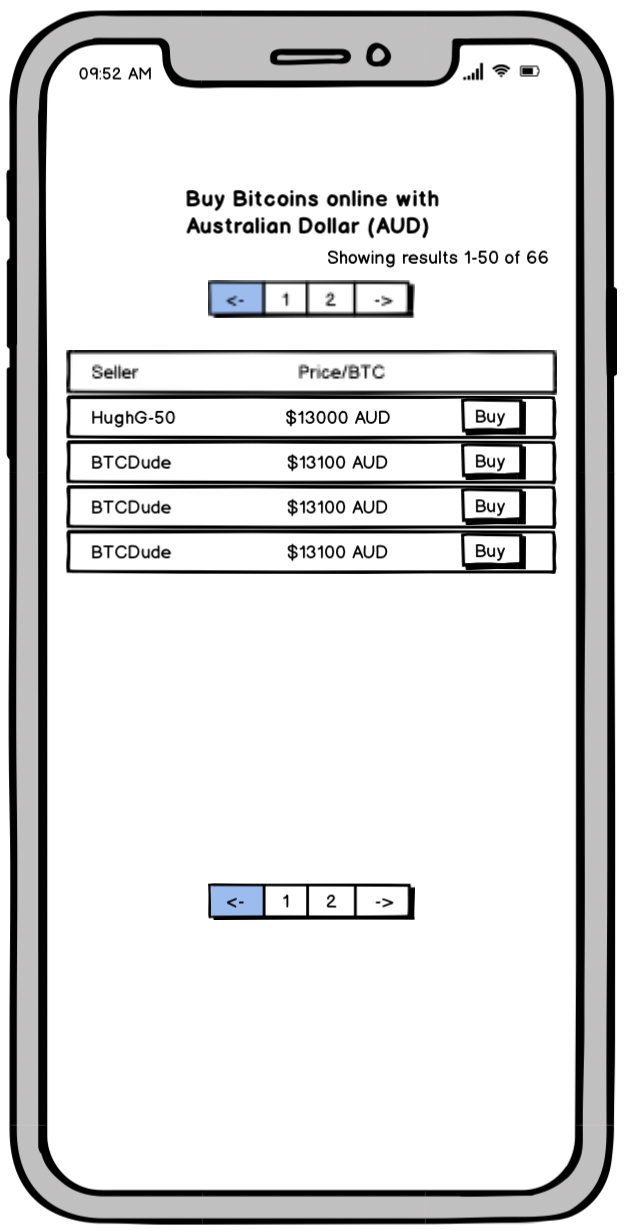 09:52 AM
Buy Bitcoins online with
Australian Dollar (AUD)
Showing results 1-50 of 66
<- 1 2 ->
Seller Price/BTC
HughG-50 $13000 AUD Buy
BTCDude $13100 AUD Buy
BTCDude $13100 AUD Buy
BTCDude $13100 AUD Buy
<- 1 2 ->